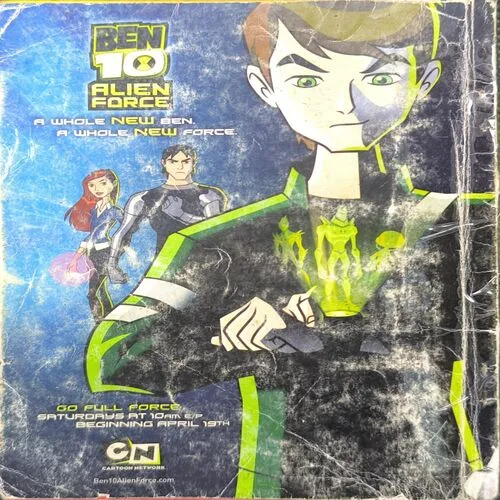 BEN
10
ALIEN
FORCE
A WHOLE NEW BEN.
A WHOLE NEW FORCE.
GO FULL FORCE
SATURDAYS AT 10AM E/P
BEGINNING APRIL 19TH
CN
CARTOON NETWORK
Ben10AlienForce.com